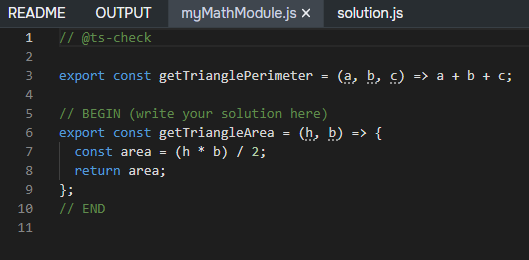 README OUTPUT myMathModule.js × solution.js
1 // @ts-check
2
3 export const getTrianglePerimeter = (a, b, c) => a + b + c;
4
5 // BEGIN (write your solution here)
6 export const getTriangleArea = (h, b) => {
7 const area = (h * b) / 2;
8 return area;
9 };
10 // END
11